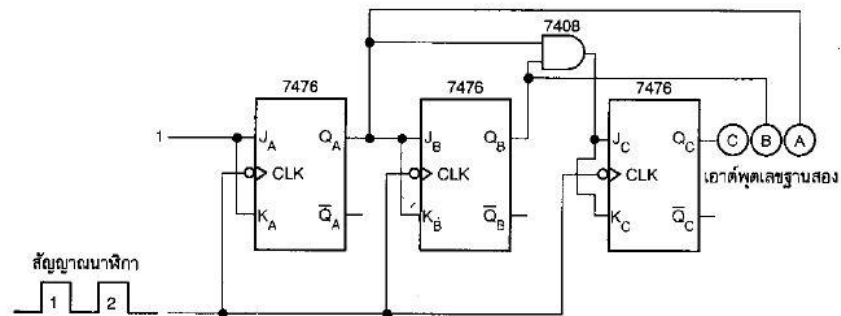 7408
7476 7476 7476
1 J_A Q_A J_B Q_B J_C Q_C C B A
CLK CLK CLK เอาต์พุตเลขฐานสอง
K_A Q̅_A K_B Q̅_B K_C Q̅_C
สัญญาณนาฬิกา
1 2